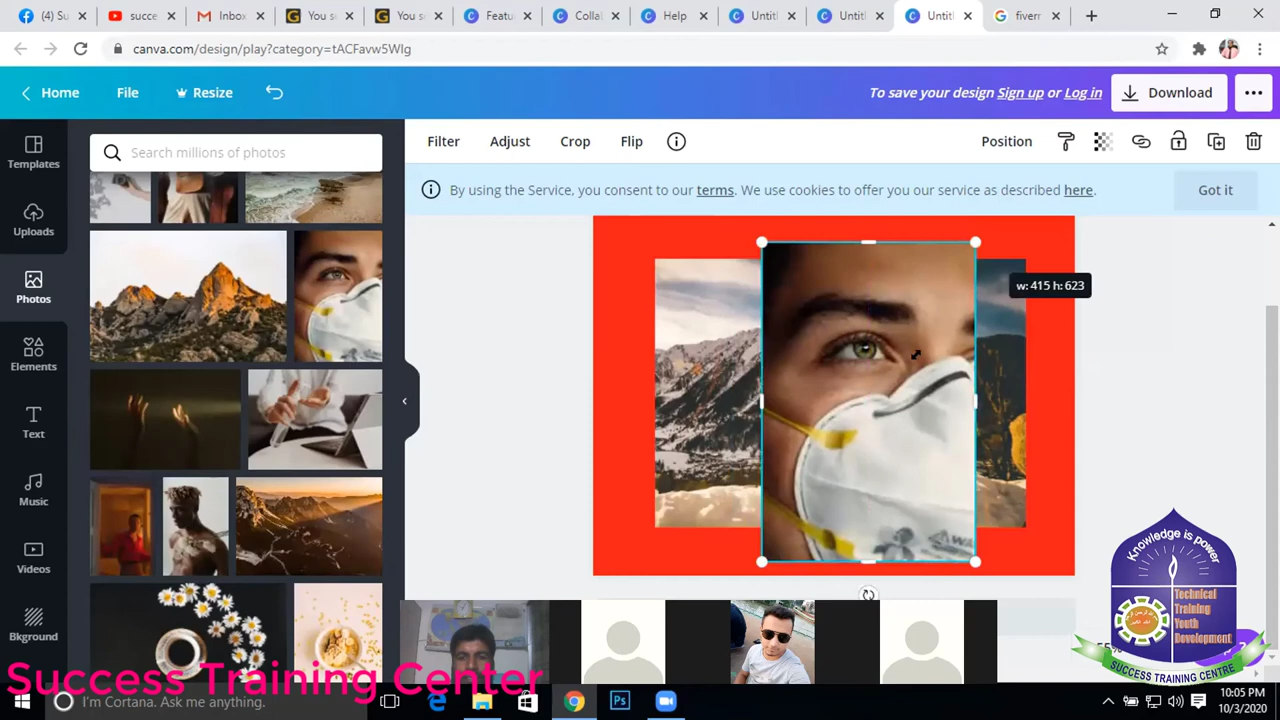 (4) Su
succe
Inbox
You s
You s
Featu
Colla
Help
Untit
Untit
Untit
fiverr
canva.com/design/play?category=tACFavw5WIg
Home
File
Resize
To save your design Sign up or Log in
Download
Templates
Uploads
Photos
Elements
Text
Music
Videos
Bkground
Search millions of photos
Filter
Adjust
Crop
Flip
Position
By using the Service, you consent to our terms. We use cookies to offer you our service as described here.
Got it
w: 415 h: 623
Knowledge is power
Technical
Training
Youth
Development
SUCCESS TRAINING CENTRE
Success Training Center
I'm Cortana. Ask me anything.
10:05 PM
10/3/2020